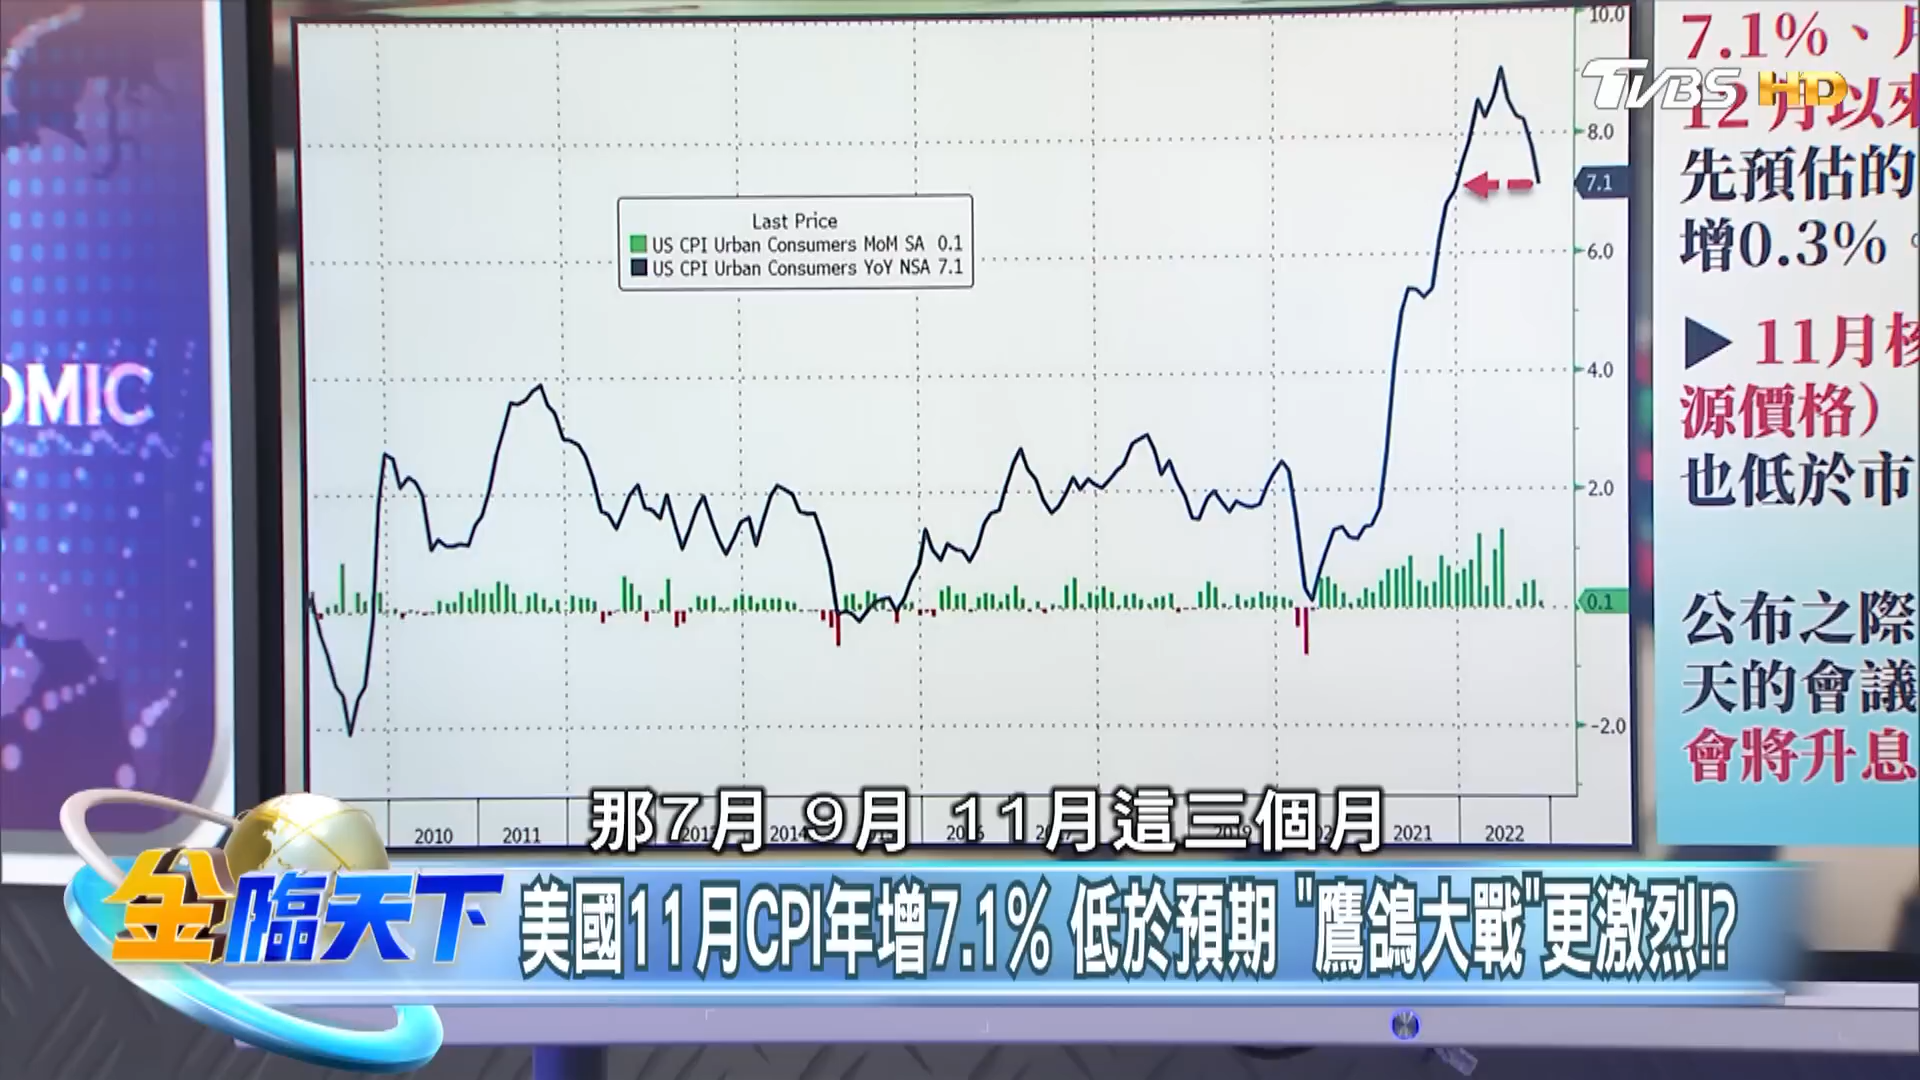 OMIC
10.0
8.0
7.1
6.0
4.0
2.0
0.1
-2.0
Last Price
US CPI Urban Consumers MoM SA 0.1
US CPI Urban Consumers YoY NSA 7.1
2010 2011 2014 2016 2019 2021 2022
TVBS HD
7.1%、
12月以來
先預估的
增0.3%。
▶ 11月核
源價格）
也低於市
公布之際
天的會議
會將升息
那7月 9月 11月這三個月
金臨天下
美國11月CPI年增7.1% 低於預期 "鷹鴿大戰"更激烈!?